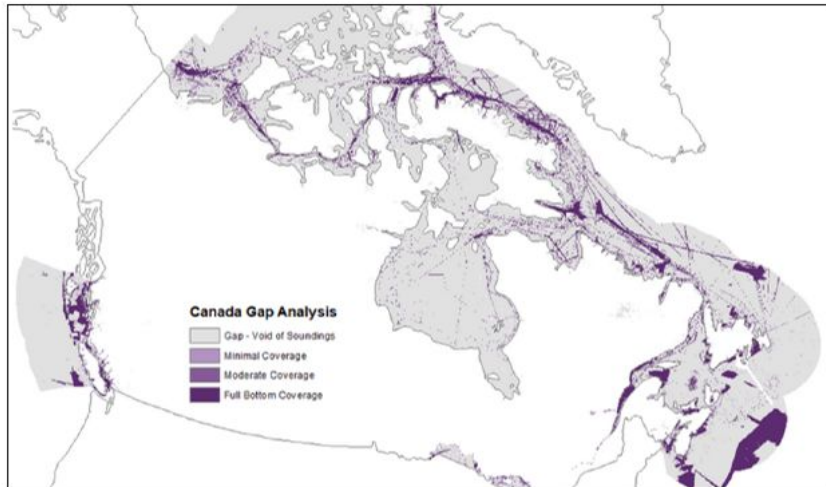 Canada Gap Analysis
Gap - Void of Soundings
Minimal Coverage
Moderate Coverage
Full Bottom Coverage